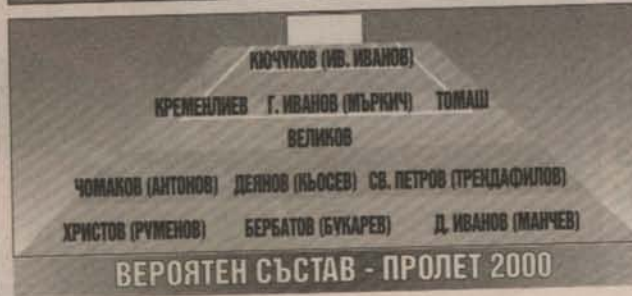 КЮЧУКОВ (ИВ. ИВАНОВ)
КРЕМЕНЛИЕВ Г. ИВАНОВ (МЪРКИЧ) ТОМАШ
ВЕЛИКОВ
ЧОМАКОВ (АНТОНОВ) ДЕЯНОВ (КЬОСЕВ) СВ. ПЕТРОВ (ТРЕНДАФИЛОВ)
ХРИСТОВ (РУМЕНОВ) БЕРБАТОВ (БУКАРЕВ) Д. ИВАНОВ (МАНЧЕВ)
ВЕРОЯТЕН СЪСТАВ - ПРОЛЕТ 2000